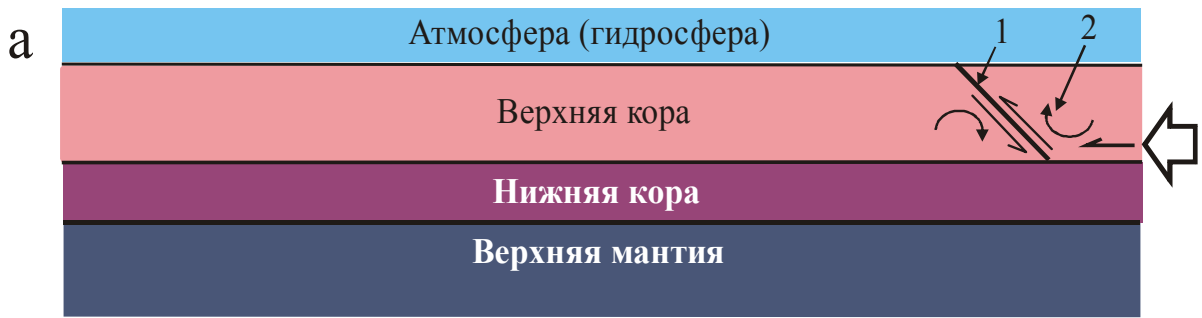 а
Атмосфера (гидросфера)
1
2
Верхняя кора
Нижняя кора
Верхняя мантия